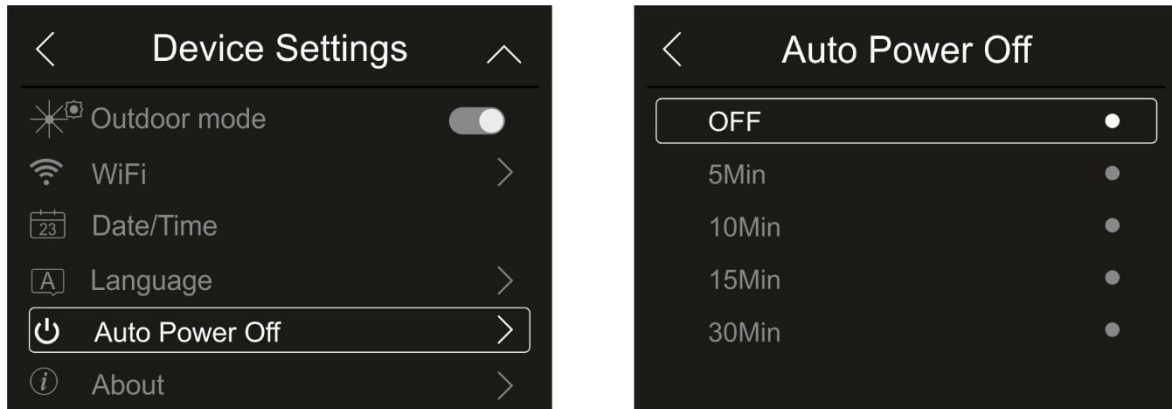 Device Settings
Outdoor mode
WiFi
23 Date/Time
A Language
Auto Power Off
i About
Auto Power Off
OFF
5Min
10Min
15Min
30Min